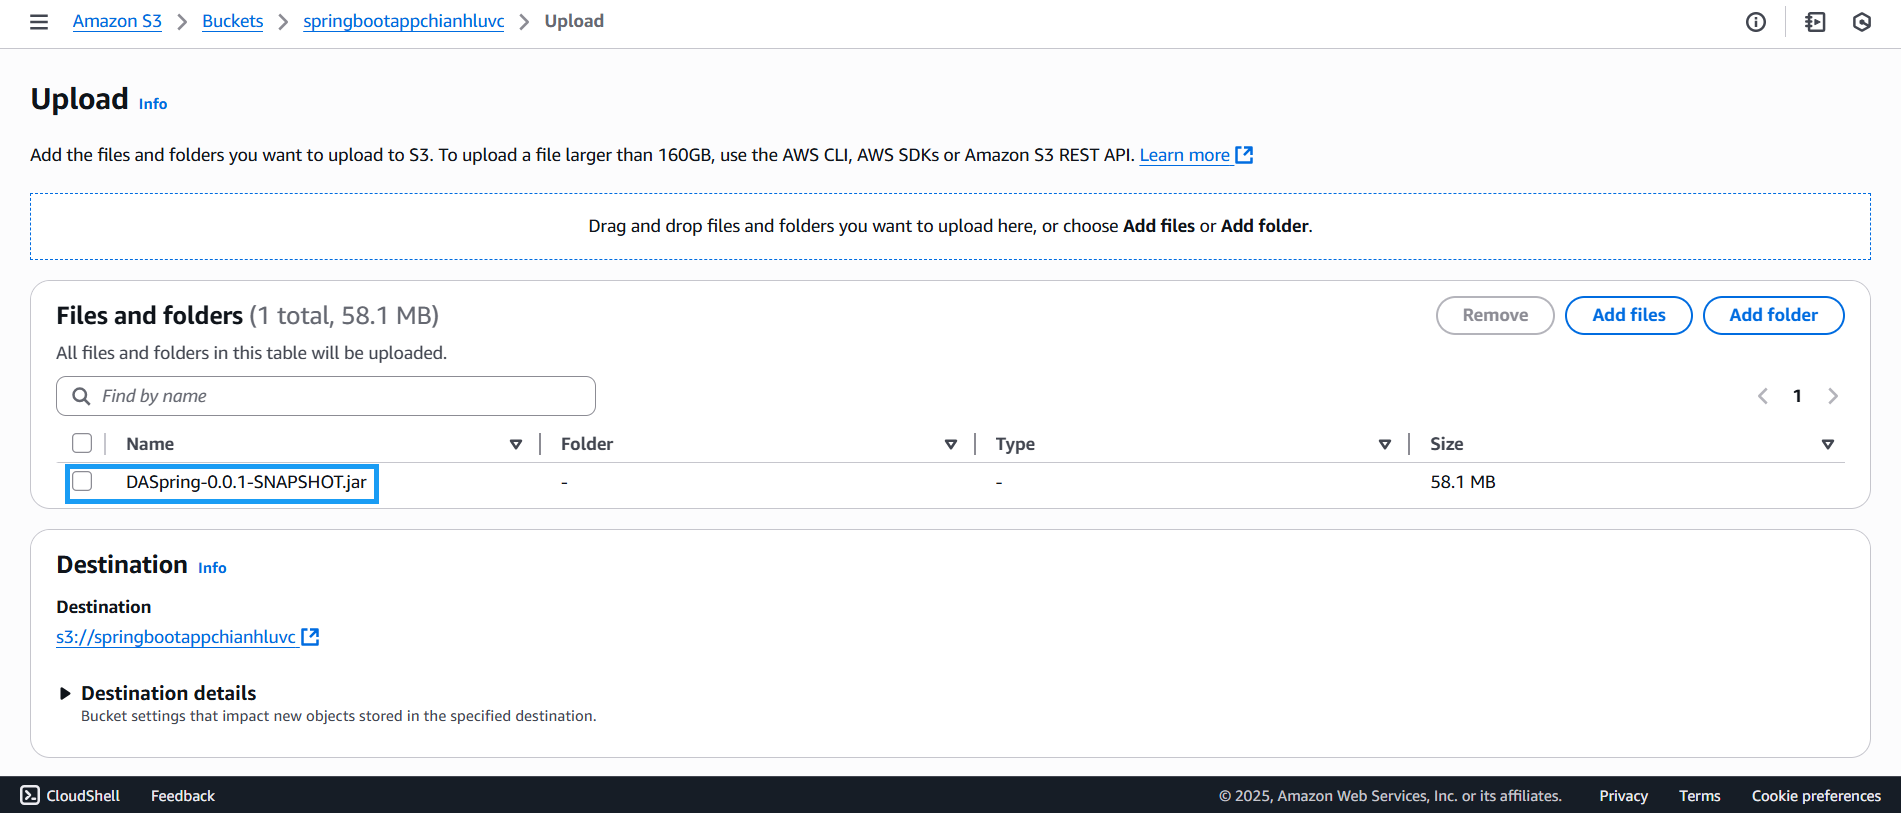 Amazon S3 > Buckets > springbootappchianhluvc > Upload
Upload Info
Add the files and folders you want to upload to S3. To upload a file larger than 160GB, use the AWS CLI, AWS SDKs or Amazon S3 REST API. Learn more
Drag and drop files and folders you want to upload here, or choose Add files or Add folder.
Files and folders (1 total, 58.1 MB)
Remove Add files Add folder
All files and folders in this table will be uploaded.
Find by name
1
Name Folder Type Size
DASpring-0.0.1-SNAPSHOT.jar - - 58.1 MB
Destination Info
Destination
s3://springbootappchianhluvc
Destination details
Bucket settings that impact new objects stored in the specified destination.
CloudShell Feedback © 2025, Amazon Web Services, Inc. or its affiliates. Privacy Terms Cookie preferences